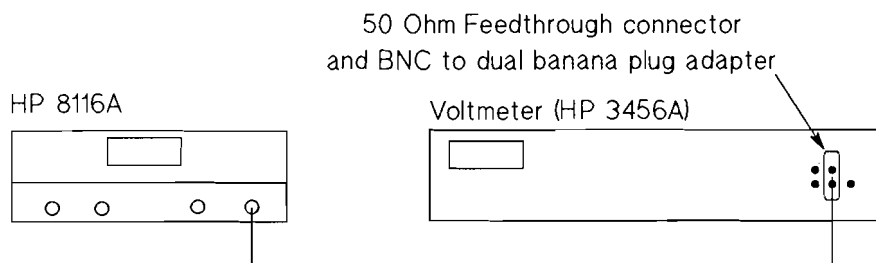 50 Ohm Feedthrough connector
and BNC to dual banana plug adapter
HP 8116A
Voltmeter (HP 3456A)